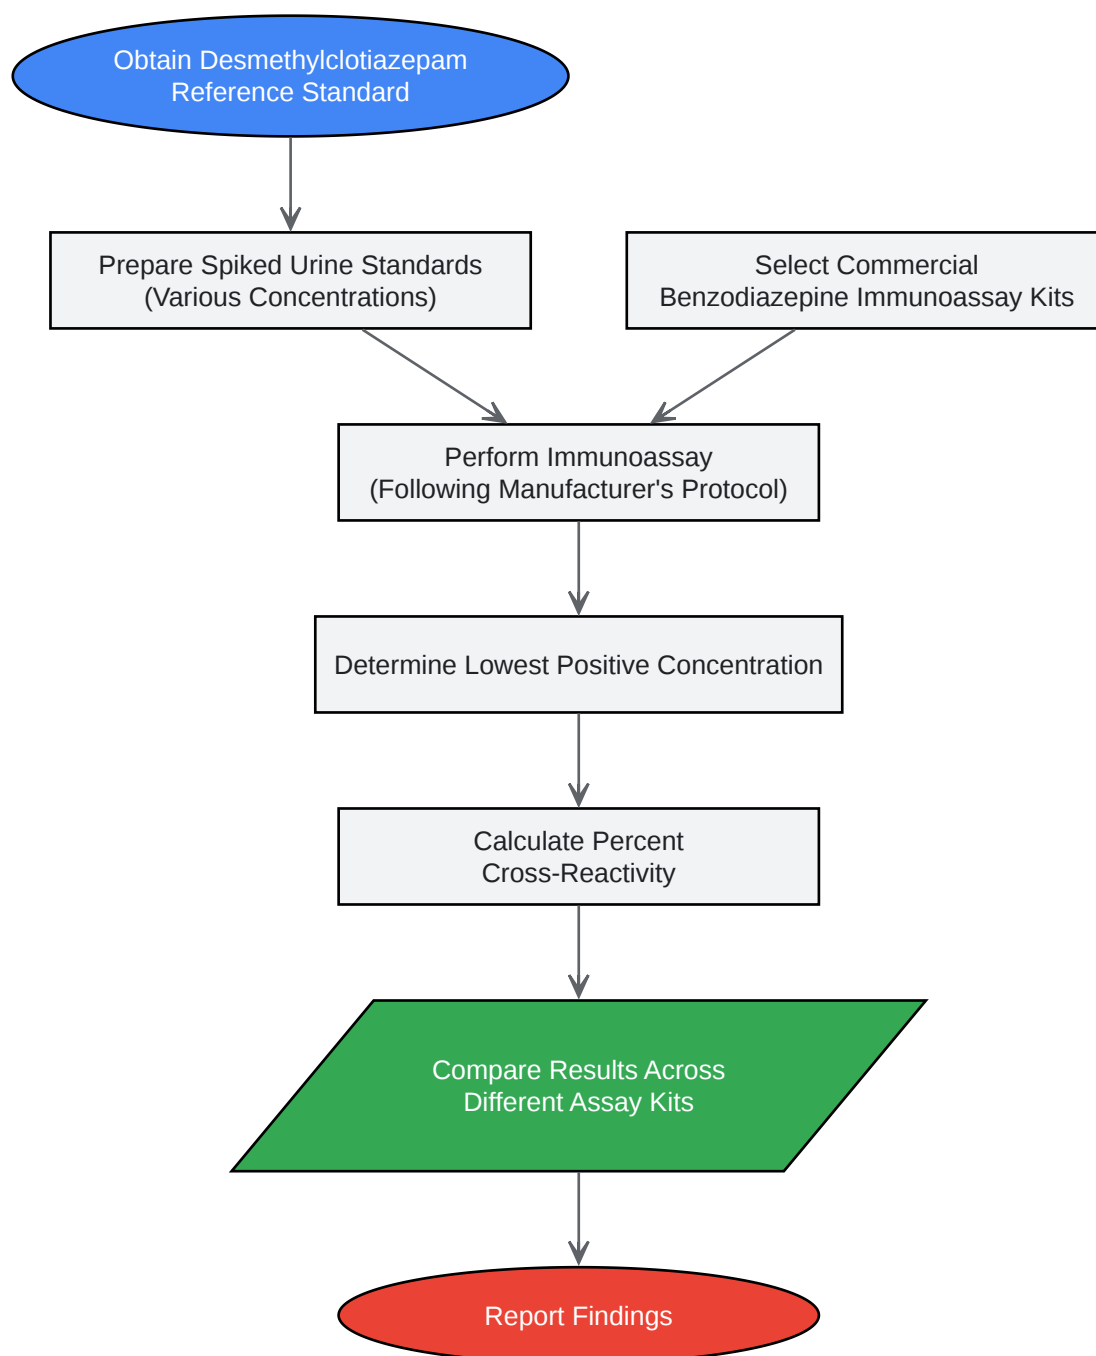 Obtain Desmethylclotiazepam
Reference Standard
Prepare Spiked Urine Standards
(Various Concentrations)
Select Commercial
Benzodiazepine Immunoassay Kits
Perform Immunoassay
(Following Manufacturer's Protocol)
Determine Lowest Positive Concentration
Calculate Percent
Cross-Reactivity
Compare Results Across
Different Assay Kits
Report Findings